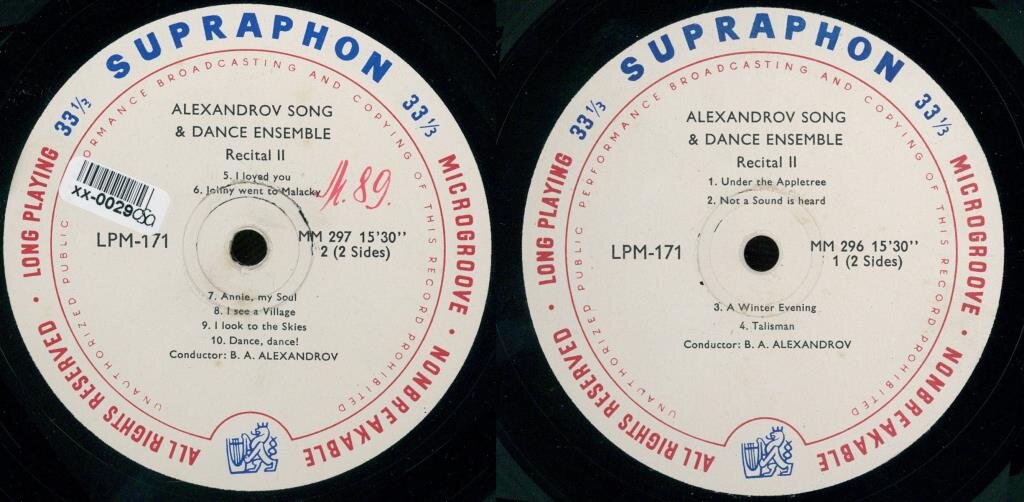 SUPRAPHON
33 1/3
33 1/3
LONG PLAYING
MICROGROOVE
NONBREAKABLE
ALL RIGHTS RESERVED
UNAUTHORIZED PUBLIC PERFORMANCE BROADCASTING AND COPYING OF THIS RECORD PROHIBITED
ALEXANDROV SONG
& DANCE ENSEMBLE
Recital II
5. I loved you
6. Johny went to Malacky
M. 89.
XX-0029
LPM-171
MM 297 15'30''
2 (2 Sides)
7. Annie, my Soul
8. I see a Village
9. I look to the Skies
10. Dance, dance!
Conductor: B. A. ALEXANDROV
SUPRAPHON
33 1/3
33 1/3
LONG PLAYING
MICROGROOVE
NONBREAKABLE
ALL RIGHTS RESERVED
UNAUTHORIZED PUBLIC PERFORMANCE BROADCASTING AND COPYING OF THIS RECORD PROHIBITED
ALEXANDROV SONG
& DANCE ENSEMBLE
Recital II
1. Under the Appletree
2. Not a Sound is heard
LPM-171
MM 296 15'30''
1 (2 Sides)
3. A Winter Evening
4. Talisman
Conductor: B. A. ALEXANDROV